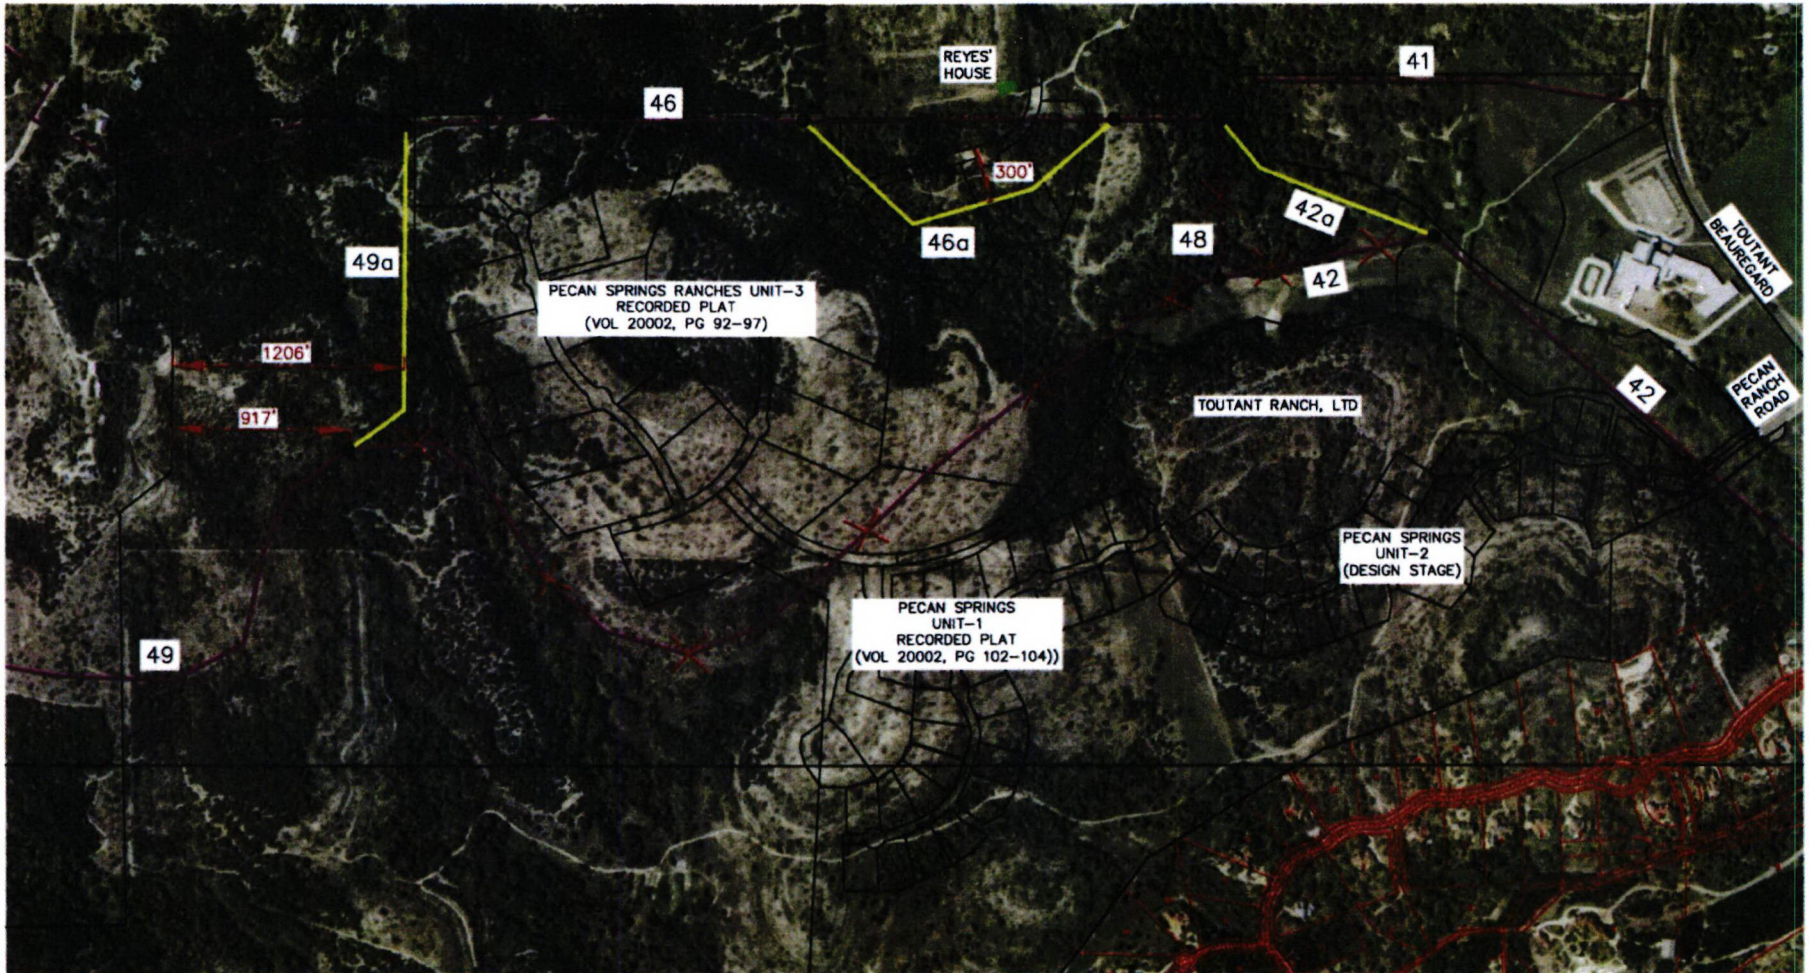 REYES'
HOUSE
41
46
300'
42a
46a
48
TOUTANT
BEAUREGARD
49a
42
PECAN SPRINGS RANCHES UNIT-3
RECORDED PLAT
(VOL 20002, PG 92-97)
1206'
917'
TOUTANT RANCH, LTD
42
PECAN
RANCH
ROAD
PECAN SPRINGS
UNIT-2
(DESIGN STAGE)
PECAN SPRINGS
UNIT-1
RECORDED PLAT
(VOL 20002, PG 102-104))
49